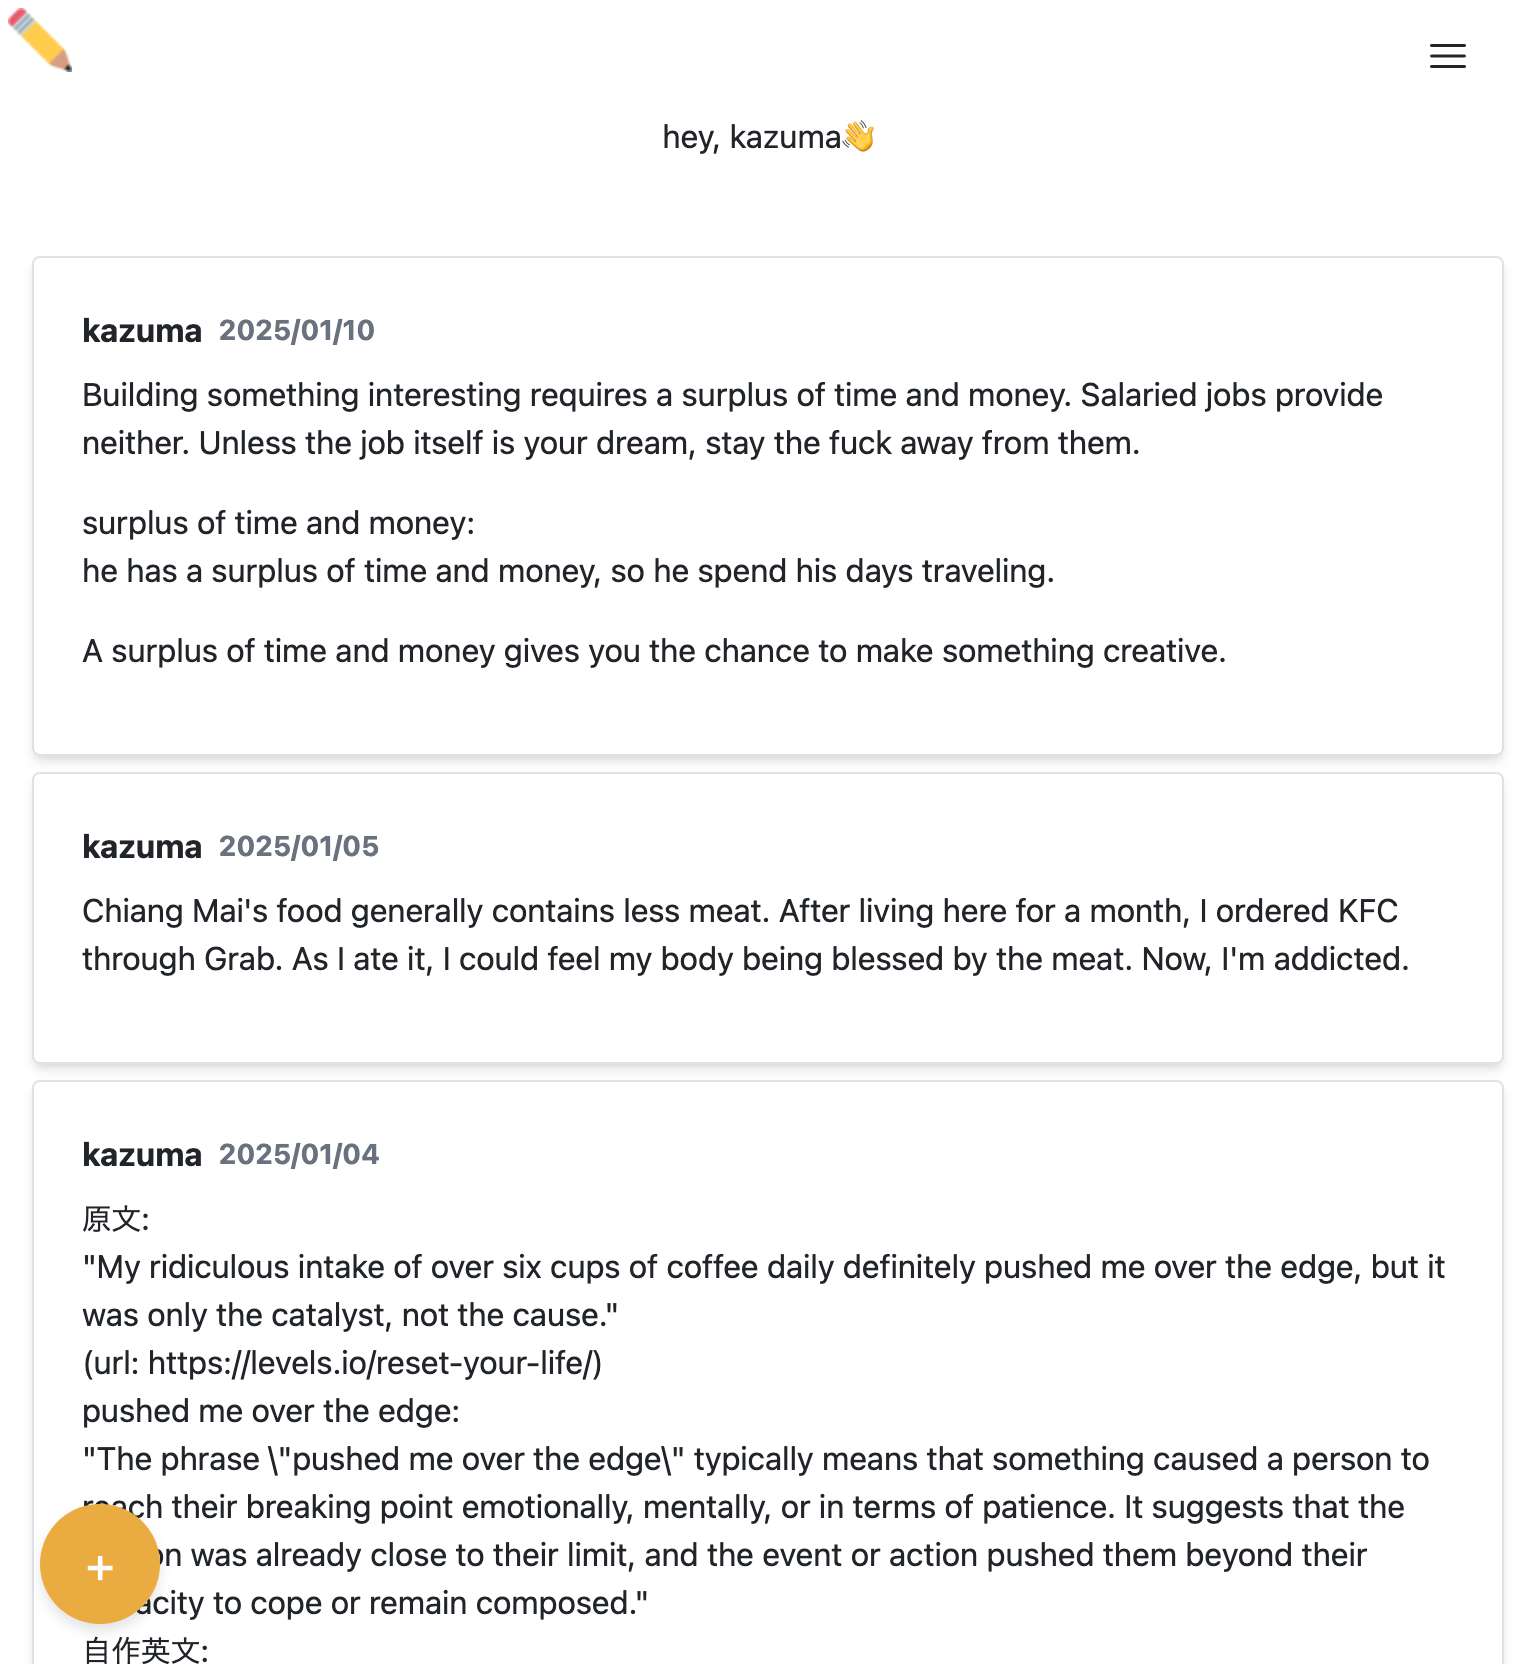 hey, kazuma👋
kazuma 2025/01/10
Building something interesting requires a surplus of time and money. Salaried jobs provide
neither. Unless the job itself is your dream, stay the fuck away from them.
surplus of time and money:
he has a surplus of time and money, so he spend his days traveling.
A surplus of time and money gives you the chance to make something creative.
kazuma 2025/01/05
Chiang Mai's food generally contains less meat. After living here for a month, I ordered KFC
through Grab. As I ate it, I could feel my body being blessed by the meat. Now, I'm addicted.
kazuma 2025/01/04
原文:
"My ridiculous intake of over six cups of coffee daily definitely pushed me over the edge, but it
was only the catalyst, not the cause."
(url: https://levels.io/reset-your-life/)
pushed me over the edge:
"The phrase \"pushed me over the edge\" typically means that something caused a person to
reach their breaking point emotionally, mentally, or in terms of patience. It suggests that the
was already close to their limit, and the event or action pushed them beyond their
to cope or remain composed."
+
自作英文: